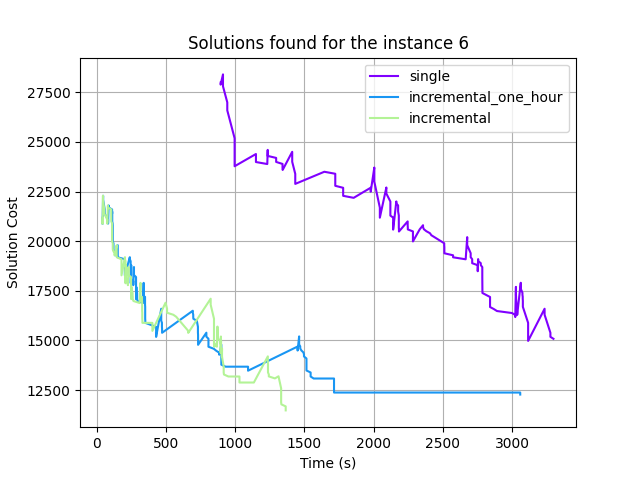 Solutions found for the instance 6
single
incremental_one_hour
incremental
27500
25000
22500
20000
17500
15000
12500
Solution Cost
0 500 1000 1500 2000 2500 3000
Time (s)